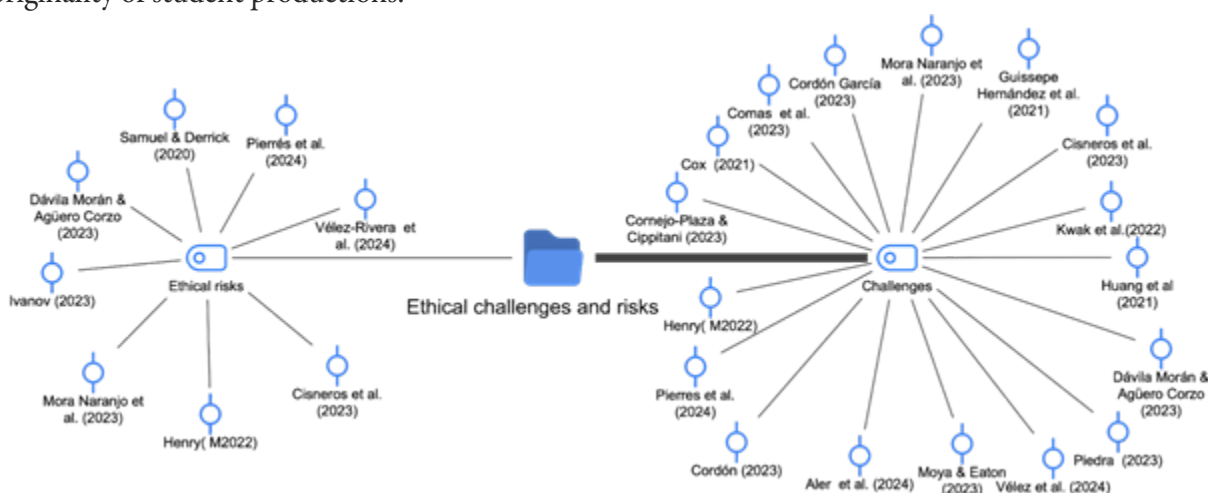 originality of student productions.
Samuel & Derrick
(2020)
Pierrés et al.
(2024)
Dávila Morán &
Agüero Corzo
(2023)
Vélez-Rivera et
al. (2024)
Ivanov (2023)
Ethical risks
Mora Naranjo et
al. (2023)
Henry( M2022)
Cisneros et al.
(2023)
Ethical challenges and risks
Mora Naranjo et
al. (2023)
Cordón García
(2023)
Guissepe
Hernández et al.
(2021)
Comas et al.
(2023)
Cisneros et al.
(2023)
Cox (2021)
Cornejo-Plaza &
Cippitani (2023)
Kwak et al.(2022)
Challenges
Huang et al
(2021)
Henry( M2022)
Pierres et al.
(2024)
Dávila Morán &
Agüero Corzo
(2023)
Cordón (2023)
Aler et al. (2024)
Moya & Eaton
(2023)
Vélez et al. (2024)
Piedra (2023)